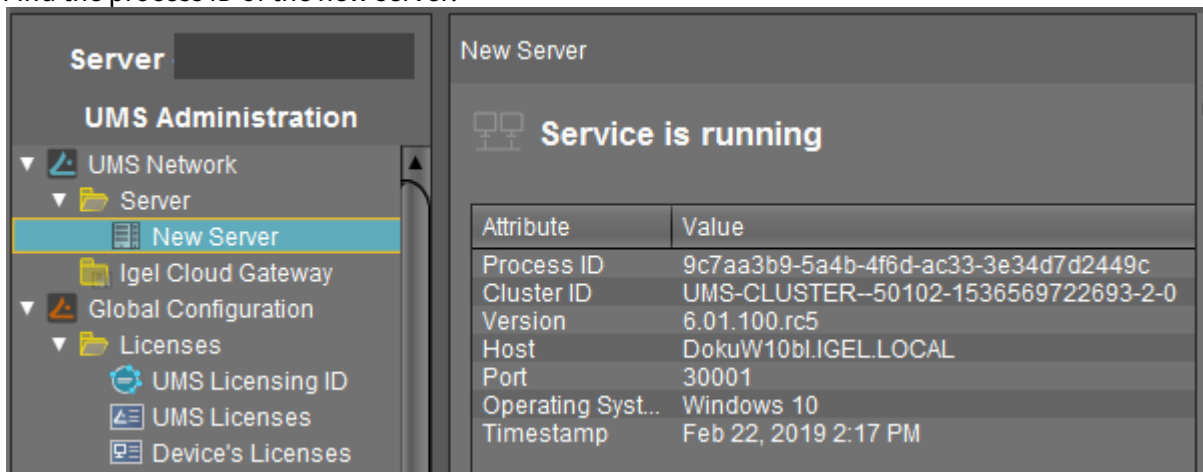 Find the process ID of the new server.
Server
UMS Administration
UMS Network
Server
New Server
Igel Cloud Gateway
Global Configuration
Licenses
UMS Licensing ID
UMS Licenses
Device's Licenses
New Server
Service is running
Attribute Value
Process ID 9c7aa3b9-5a4b-4f6d-ac33-3e34d7d2449c
Cluster ID UMS-CLUSTER--50102-1536569722693-2-0
Version 6.01.100.rc5
Host DokuW10bl.IGEL.LOCAL
Port 30001
Operating Syst... Windows 10
Timestamp Feb 22, 2019 2:17 PM